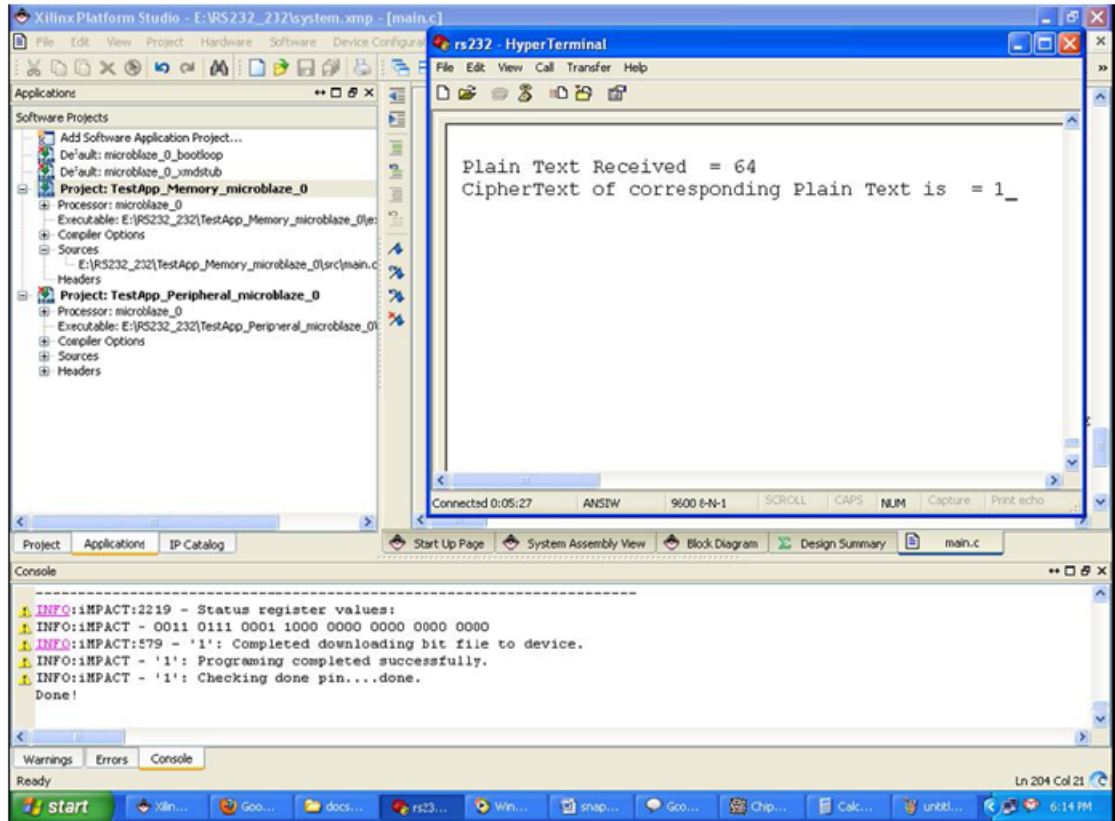 Xilinx Platform Studio - E:\RS232_232\system.xmp - [main.c]
File Edit View Project Hardware Software Device Configurat
rs232 - HyperTerminal
File Edit View Call Transfer Help
Applications
Software Projects
Add Software Application Project...
Default: microblaze_0_bootloop
Default: microblaze_0_xmdstub
Project: TestApp_Memory_microblaze_0
Processor: microblaze_0
Executable: E:\RS232_232\TestApp_Memory_microblaze_0\e
Compiler Options
Sources
E:\RS232_232\TestApp_Memory_microblaze_0\src\main.c
Headers
Project: TestApp_Peripheral_microblaze_0
Processor: microblaze_0
Executable: E:\RS232_232\TestApp_Peripheral_microblaze_0\
Compiler Options
Sources
Headers
Plain Text Received = 64
CipherText of corresponding Plain Text is = 1_
Connected 0:05:27 ANSIW 9600 8-N-1 SCROLL CAPS NUM Capture Print echo
Project Applications IP Catalog
Start Up Page System Assembly View Block Diagram Design Summary main.c
Console
------------------------------------------------------------------
INFO:iMPACT:2219 - Status register values:
INFO:iMPACT - 0011 0111 0001 1000 0000 0000 0000 0000
INFO:iMPACT:579 - '1': Completed downloading bit file to device.
INFO:iMPACT - '1': Programing completed successfully.
INFO:iMPACT - '1': Checking done pin....done.
Done!
Warnings Errors Console
Ready
Ln 204 Col 21
start Xilin... Goo... docs... rs23... Win... snap... Goo... Chip... Calc... untitl... 6:14 PM